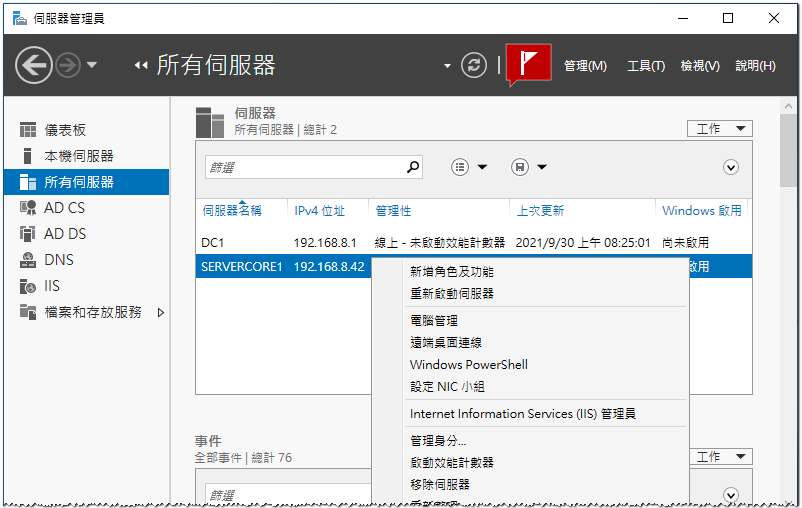 伺服器管理員
所有伺服器
管理(M) 工具(T) 檢視(V) 說明(H)
儀表板
本機伺服器
所有伺服器
AD CS
AD DS
DNS
IIS
檔案和存放服務
伺服器
所有伺服器 | 總計 2
工作
篩選
伺服器名稱 IPv4 位址 管理性 上次更新 Windows 啟用
DC1 192.168.8.1 線上 - 未啟動效能計數器 2021/9/30 上午 08:25:01 尚未啟用
SERVERCORE1 192.168.8.42 啟用
新增角色及功能
重新啟動伺服器
電腦管理
遠端桌面連線
Windows PowerShell
設定 NIC 小組
Internet Information Services (IIS) 管理員
管理身分...
啟動效能計數器
移除伺服器
事件
全部事件 | 總計 76
工作
篩選